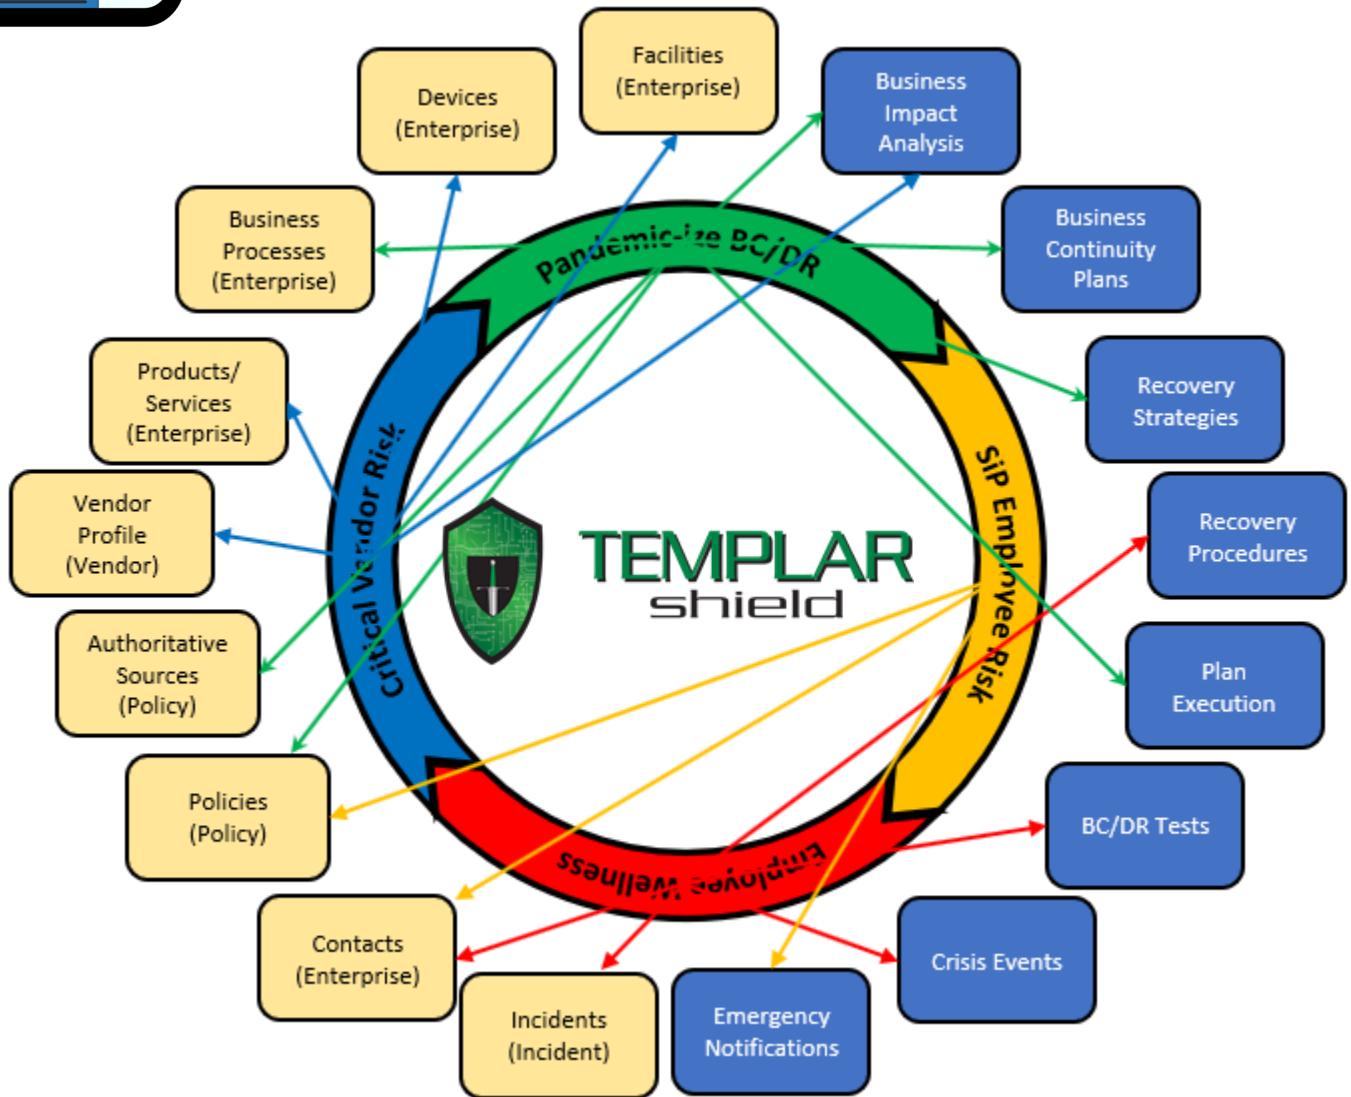 Facilities
(Enterprise)
Devices
(Enterprise)
Business
Impact
Analysis
Business
Processes
(Enterprise)
Pandemic-ize BC/DR
Business
Continuity
Plans
Products/
Services
(Enterprise)
Recovery
Strategies
Vendor
Profile
(Vendor)
Critical Vendor Risk
TEMPLAR
shield
SiP Employee Risk
Recovery
Procedures
Authoritative
Sources
(Policy)
Plan
Execution
Policies
(Policy)
BC/DR Tests
Employee Wellness
Contacts
(Enterprise)
Crisis Events
Incidents
(Incident)
Emergency
Notifications